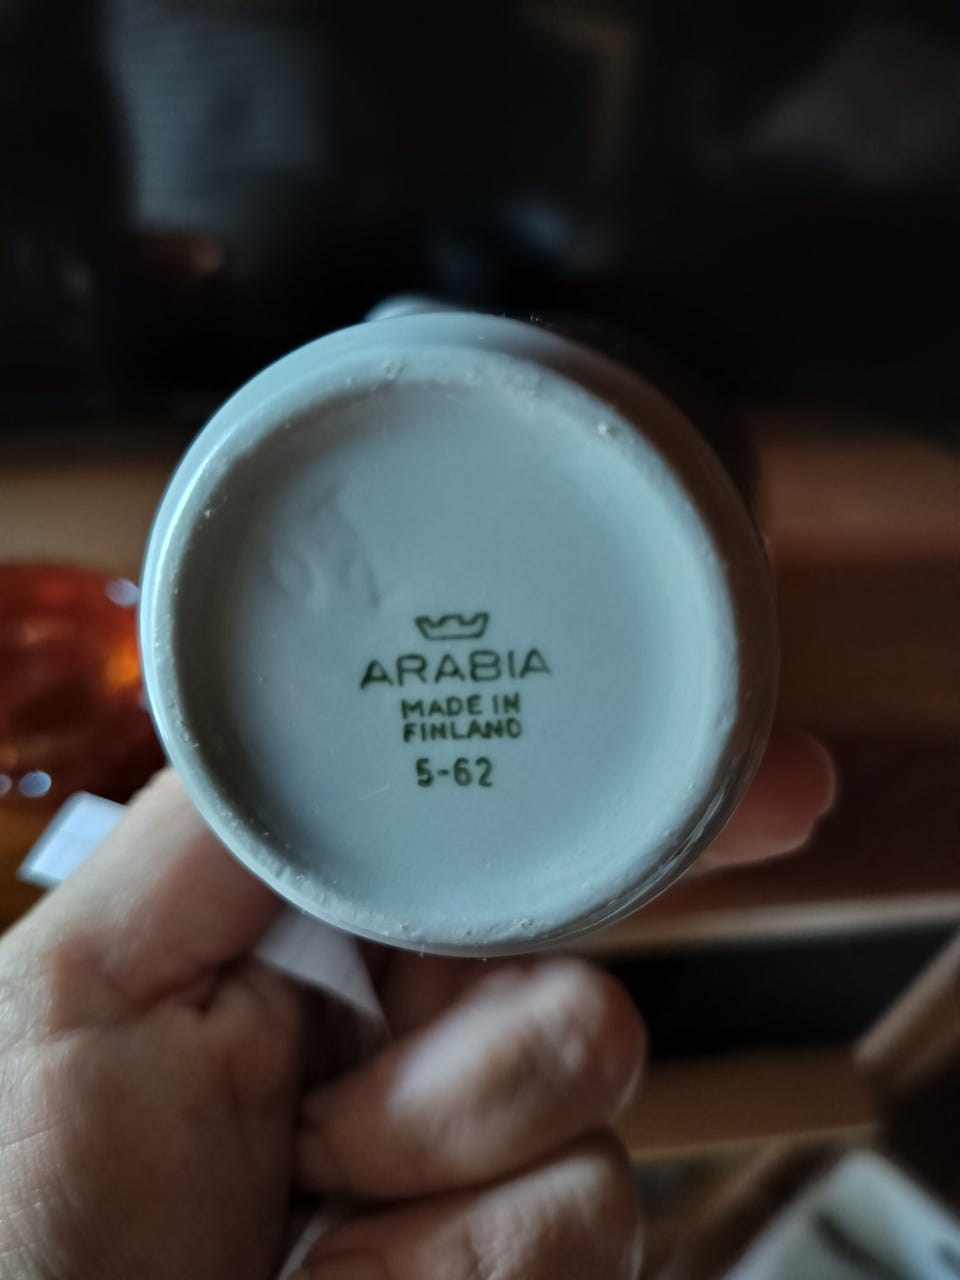 ARABIA
MADE IN
FINLAND
5-62